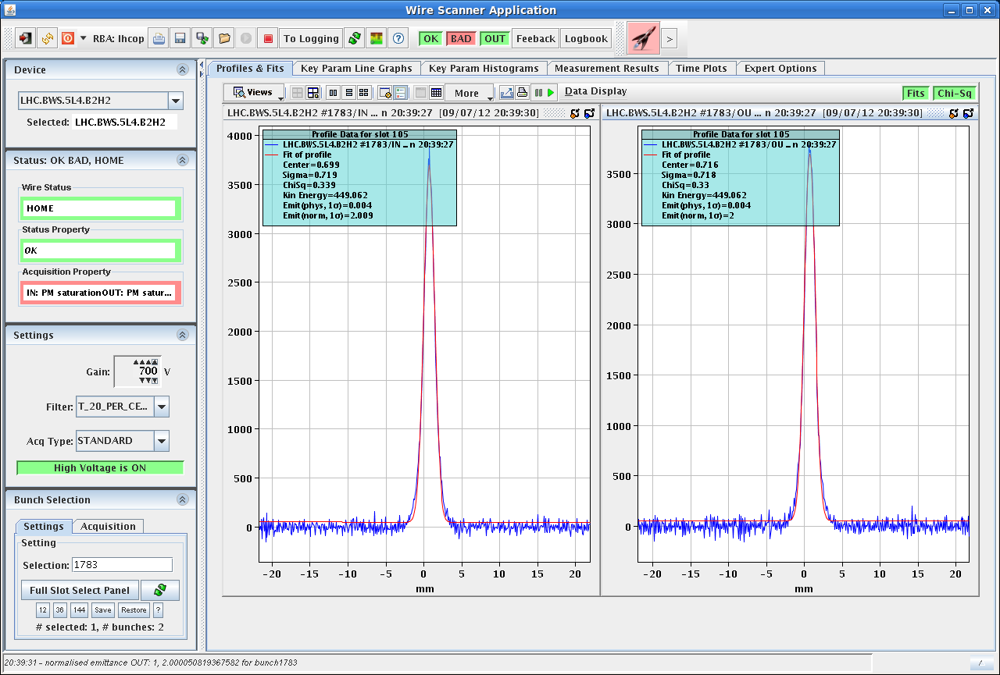 Wire Scanner Application
RBA: lhcop
To Logging
OK
BAD
OUT
Feeback
Logbook
>
Device
LHC.BWS.5L4.B2H2
Selected: LHC.BWS.5L4.B2H2
Status: OK BAD, HOME
Wire Status
HOME
Status Property
OK
Acquisition Property
IN: PM saturationOUT: PM satur...
Settings
Gain: 700 V
Filter: T_20_PER_CE...
Acq Type: STANDARD
High Voltage is ON
Bunch Selection
Settings
Acquisition
Setting
Selection: 1783
Full Slot Select Panel
12
36
144
Save
Restore
?
# selected: 1, # bunches: 2
Profiles & Fits
Key Param Line Graphs
Key Param Histograms
Measurement Results
Time Plots
Expert Options
Views
More
Data Display
Fits
Chi-Sq
LHC.BWS.5L4.B2H2 #1783/IN ... n 20:39:27 [09/07/12 20:39:30]
Profile Data for slot 105
LHC.BWS.5L4.B2H2 #1783/IN ... n 20:39:27
Fit of profile
Center=0.699
Sigma=0.719
ChiSq=0.339
Kin Energy=449.062
Emit(phys, 1σ)=0.004
Emit(norm, 1σ)=2.009
4000
3500
3000
2500
2000
1500
1000
500
0
-20 -15 -10 -5 0 5 10 15 20
mm
LHC.BWS.5L4.B2H2 #1783/OU ... n 20:39:27 [09/07/12 20:39:30]
Profile Data for slot 105
LHC.BWS.5L4.B2H2 #1783/OU ... n 20:39:27
Fit of profile
Center=0.716
Sigma=0.718
ChiSq=0.33
Kin Energy=449.062
Emit(phys, 1σ)=0.004
Emit(norm, 1σ)=2
3500
3000
2500
2000
1500
1000
500
0
-20 -15 -10 -5 0 5 10 15 20
mm
20:39:31 - normalised emittance OUT: 1, 2.000050819367582 for bunch1783